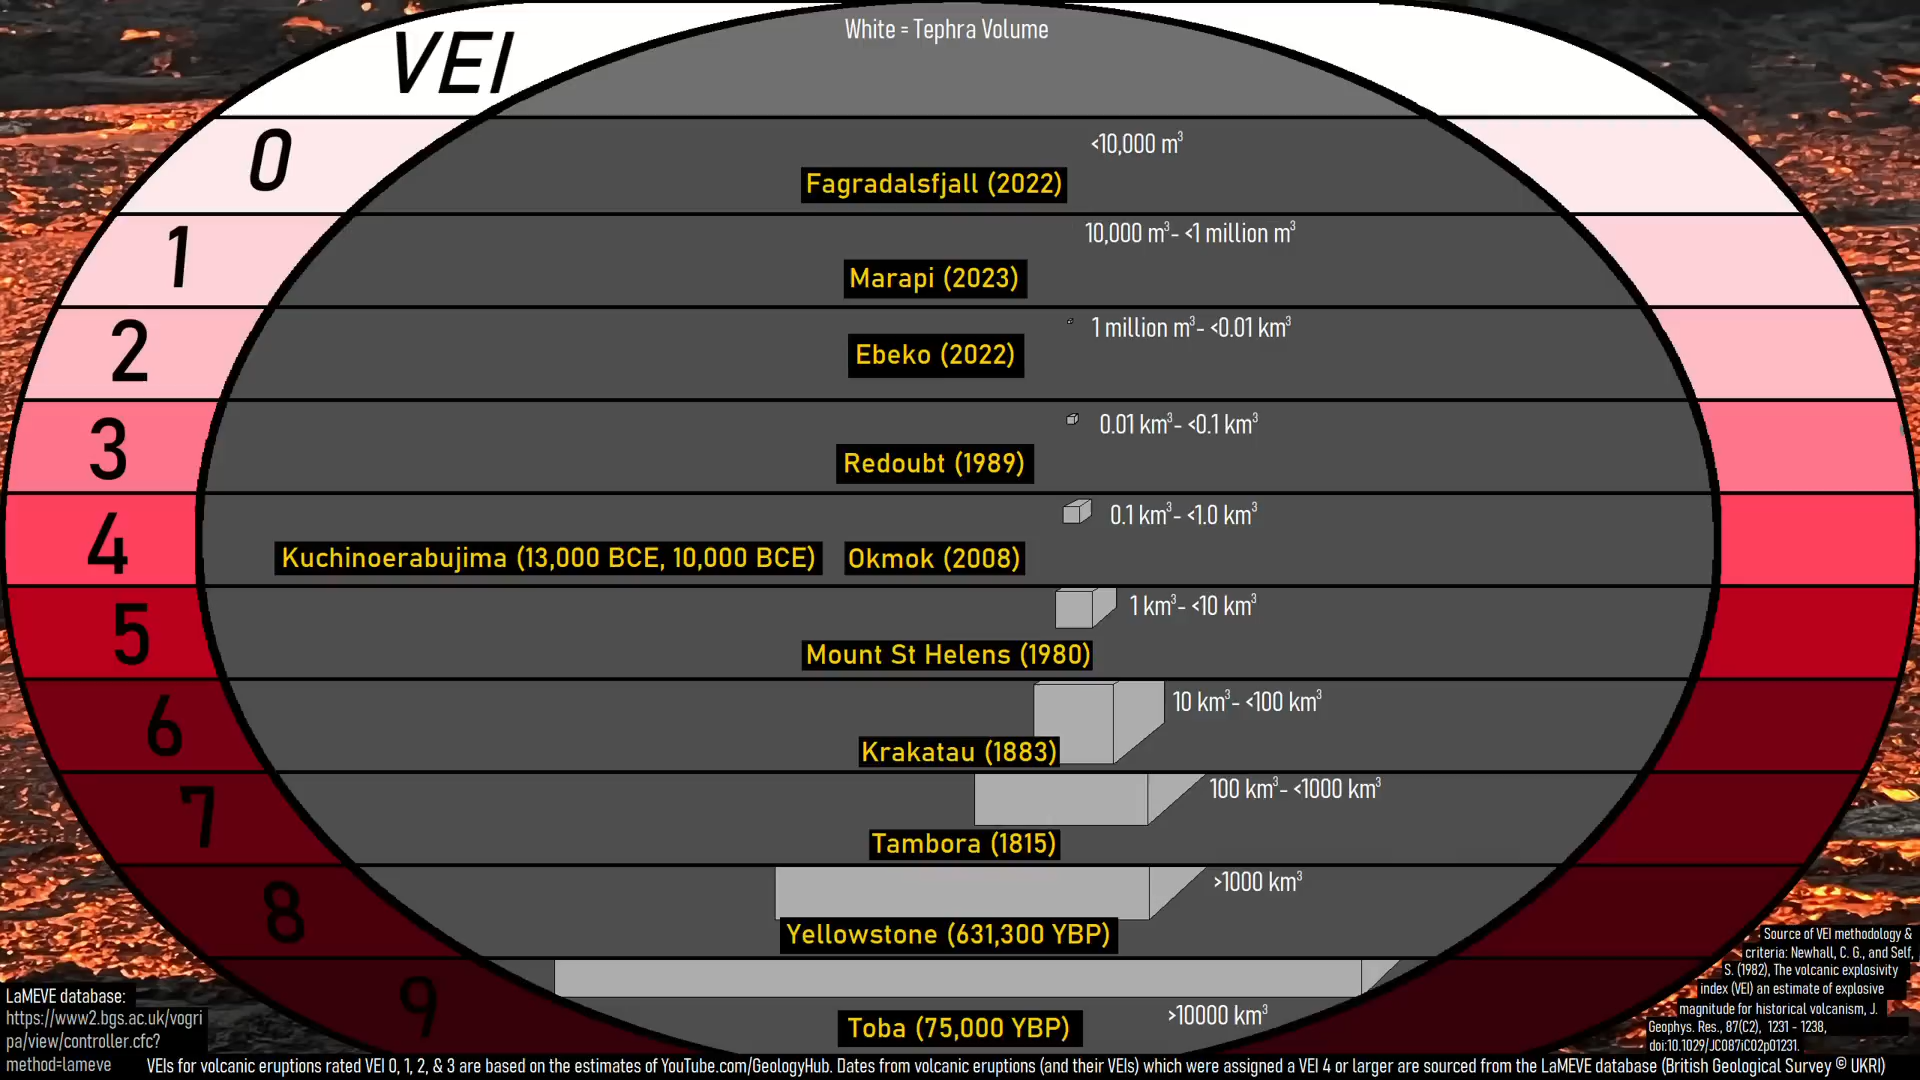 White = Tephra Volume
VEI
0
<10,000 m³
Fagradalsfjall (2022)
1
10,000 m³- <1 million m³
Marapi (2023)
2
1 million m³- <0.01 km³
Ebeko (2022)
3
0.01 km³- <0.1 km³
Redoubt (1989)
4
0.1 km³- <1.0 km³
Kuchinoerabujima (13,000 BCE, 10,000 BCE)
Okmok (2008)
5
1 km³- <10 km³
Mount St Helens (1980)
6
10 km³- <100 km³
Krakatau (1883)
7
100 km³- <1000 km³
Tambora (1815)
8
>1000 km³
Yellowstone (631,300 YBP)
9
>10000 km³
Toba (75,000 YBP)
Source of VEI methodology &
criteria: Newhall, C. G., and Self,
S. (1982), The volcanic explosivity
index (VEI) an estimate of explosive
magnitude for historical volcanism, J.
Geophys. Res., 87(C2), 1231 - 1238,
doi:10.1029/JC087iC02p01231.
LaMEVE database:
https://www2.bgs.ac.uk/vogri
pa/view/controller.cfc?
method=lameve
VEIs for volcanic eruptions rated VEI 0, 1, 2, & 3 are based on the estimates of YouTube.com/GeologyHub. Dates from volcanic eruptions (and their VEIs) which were assigned a VEI 4 or larger are sourced from the LaMEVE database (British Geological Survey © UKRI)